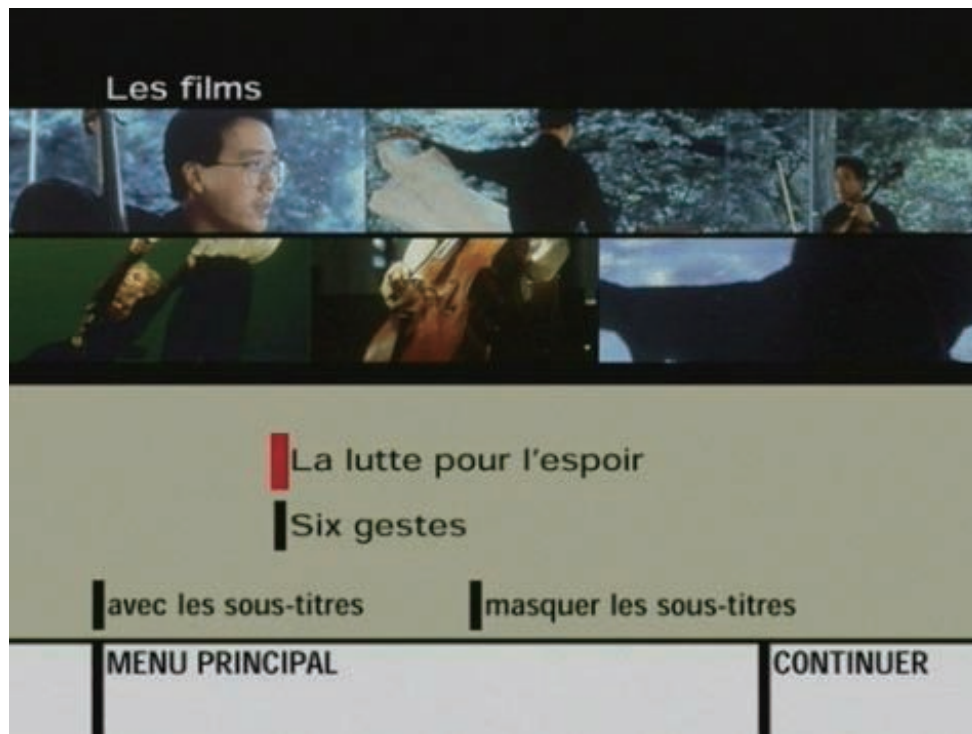 Les films
La lutte pour l'espoir
Six gestes
avec les sous-titres
masquer les sous-titres
MENU PRINCIPAL
CONTINUER